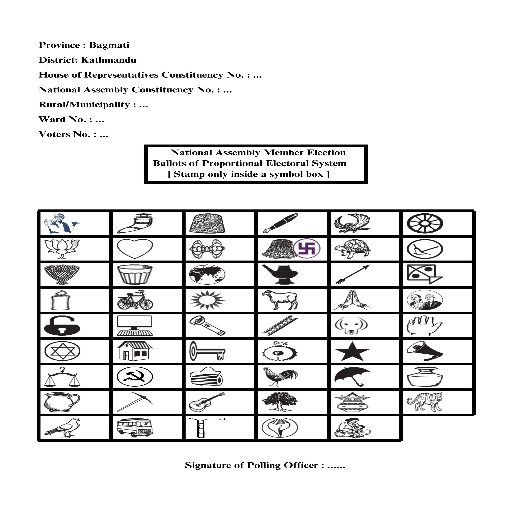 Province : Bagmati
District: Kathmandu
House of Representatives Constituency No. : ...
National Assembly Constituency No. : ...
Rural/Municipality : ...
Ward No. : ...
Voters No. : ...
National Assembly Member Election
Ballots of Proportional Electoral System
[ Stamp only inside a symbol box ]
Signature of Polling Officer : ......